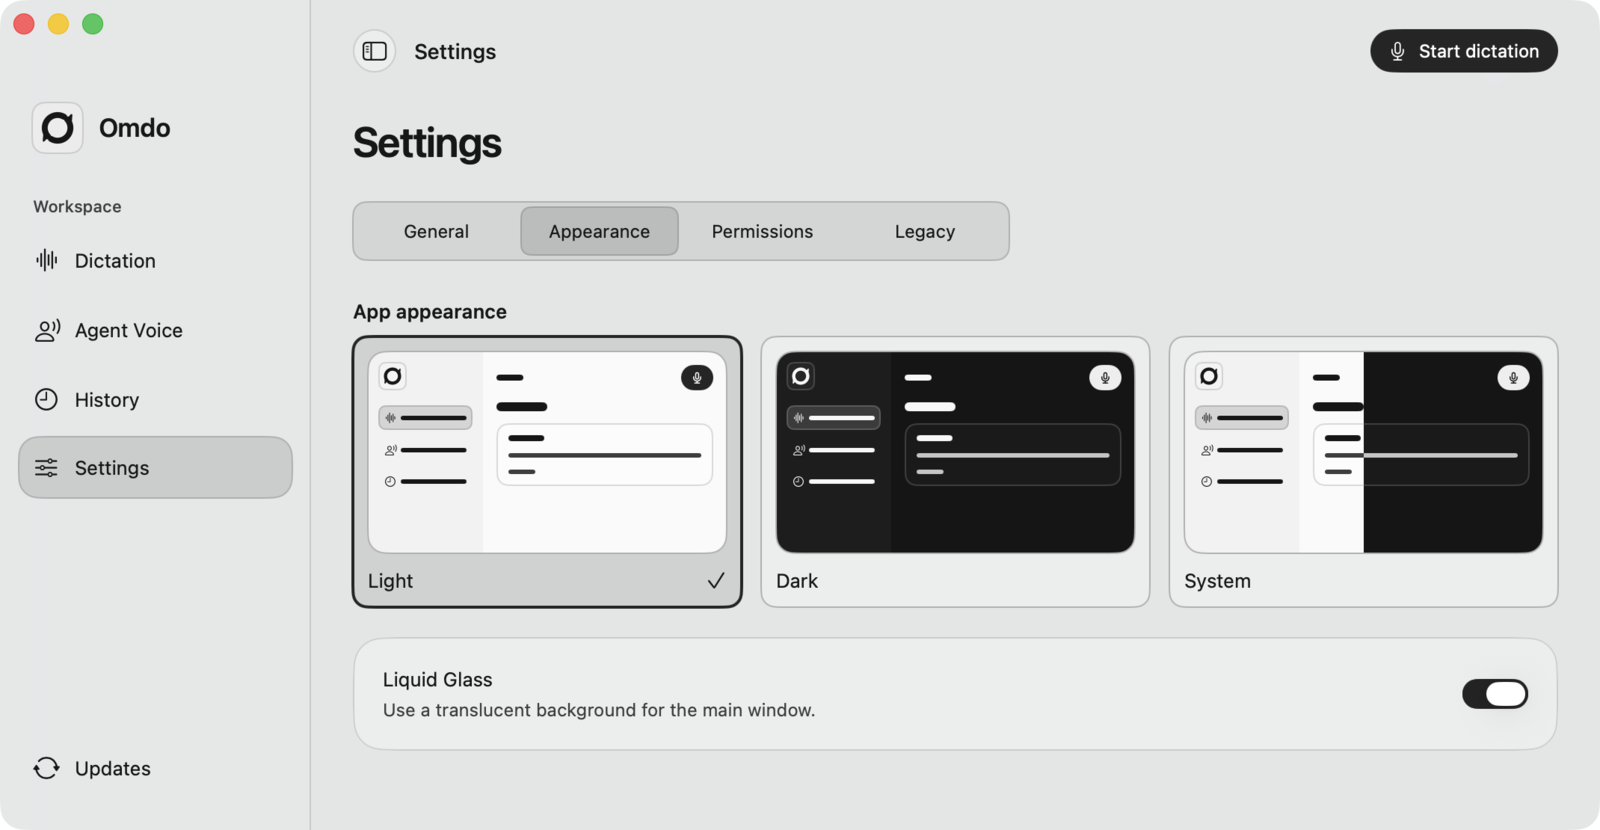 Settings
Start dictation
Omdo
Workspace
Dictation
Agent Voice
History
Settings
Updates
Settings
General
Appearance
Permissions
Legacy
App appearance
Light
Dark
System
Liquid Glass
Use a translucent background for the main window.